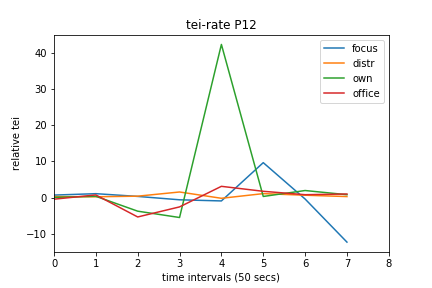 tei-rate P12
focus
distr
own
office
relative tei
40
30
20
10
0
−10
0 1 2 3 4 5 6 7 8
time intervals (50 secs)